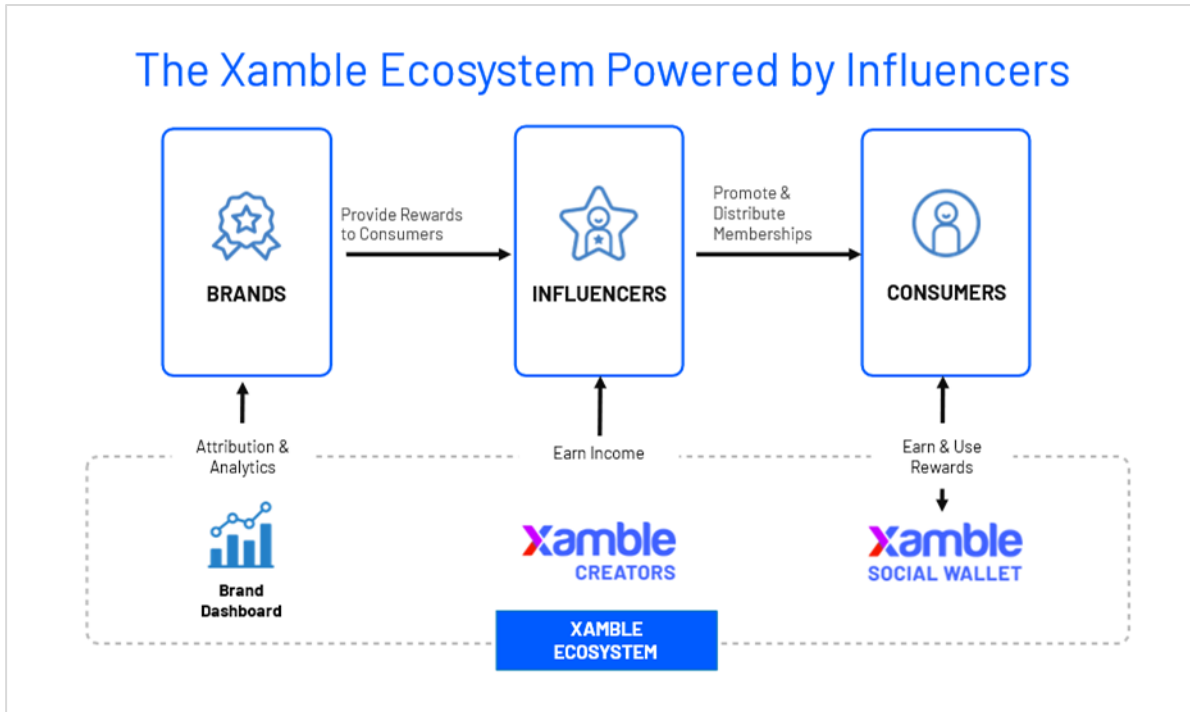 The Xamble Ecosystem Powered by Influencers
BRANDS
Provide Rewards
to Consumers
INFLUENCERS
Promote &
Distribute
Memberships
CONSUMERS
Attribution &
Analytics
Earn Income
Earn & Use
Rewards
Brand
Dashboard
xamble
CREATORS
xamble
SOCIAL WALLET
XAMBLE
ECOSYSTEM